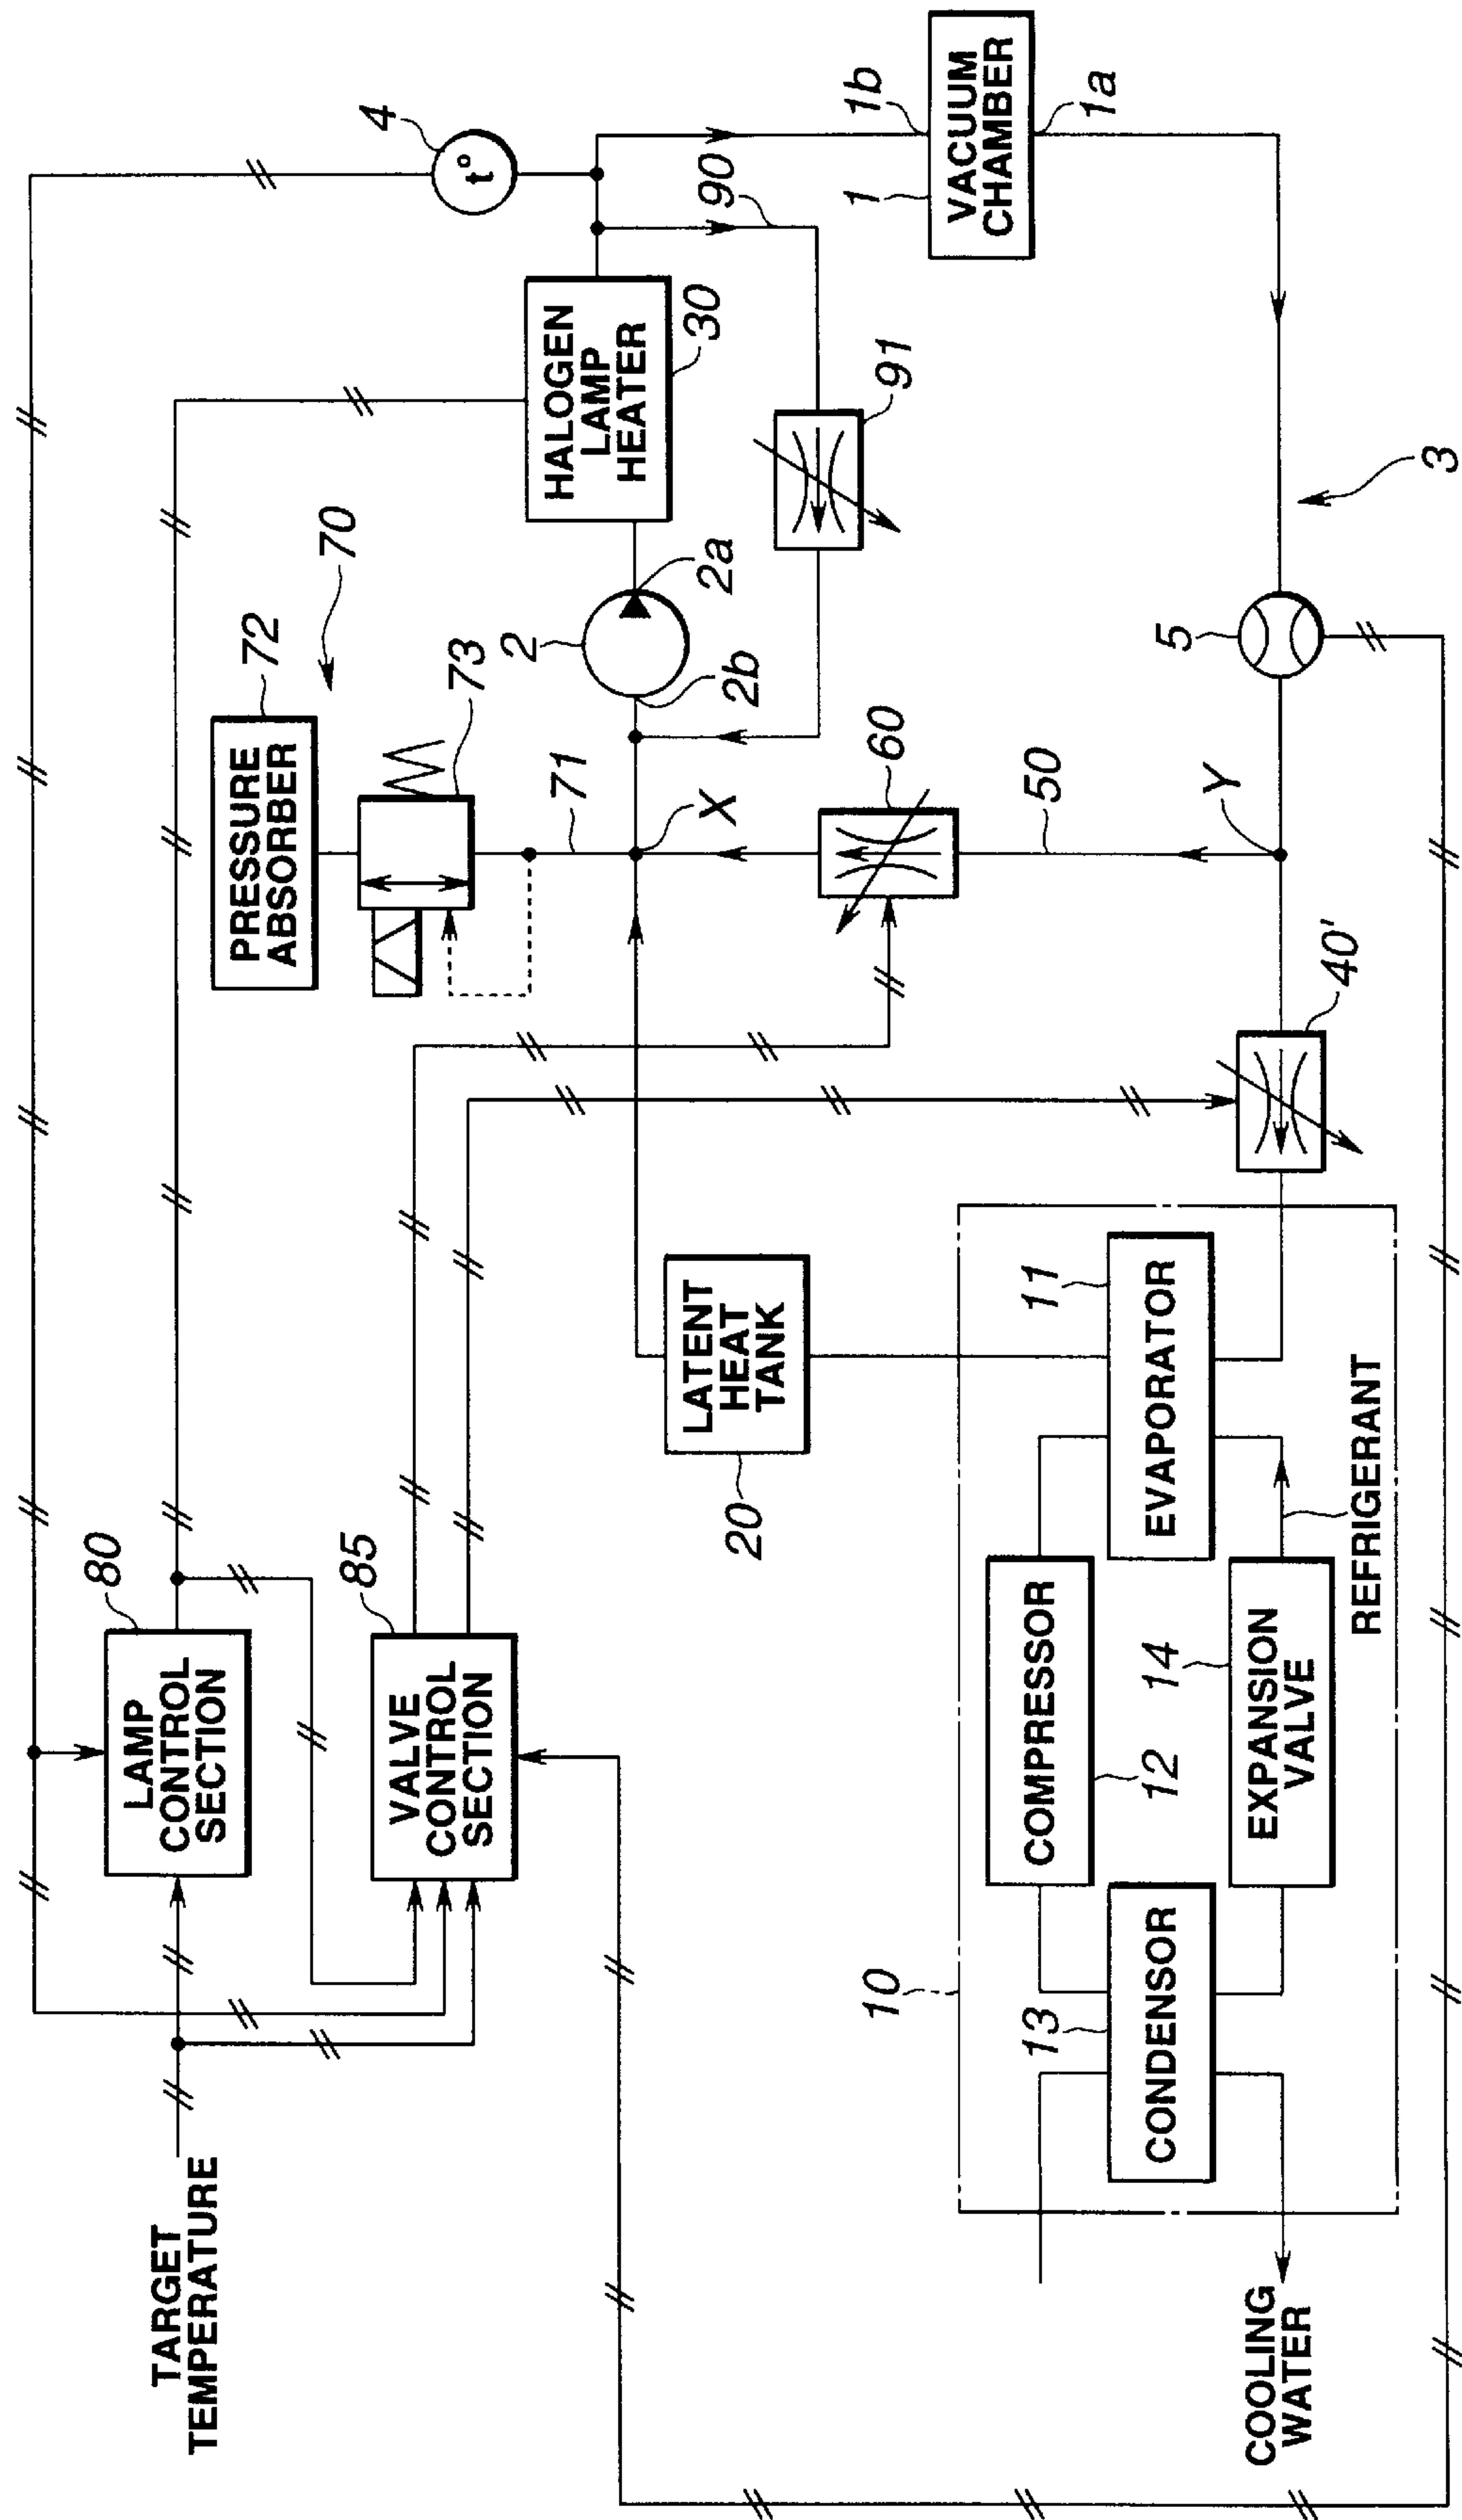 TARGET
TEMPERATURE
80
LAMP
CONTROL
SECTION
85
VALVE
CONTROL
SECTION
70
PRESSURE
ABSORBER
72
73
71
X
4
t°
HALOGEN
LAMP
HEATER
30
2
2a
2b
90
91
1b
1
VACUUM
CHAMBER
1a
60
50
Y
5
3
40'
LATENT
HEAT
TANK
20
10
11
EVAPORATOR
COMPRESSOR
12
13
CONDENSOR
14
EXPANSION
VALVE
REFRIGERANT
COOLING
WATER